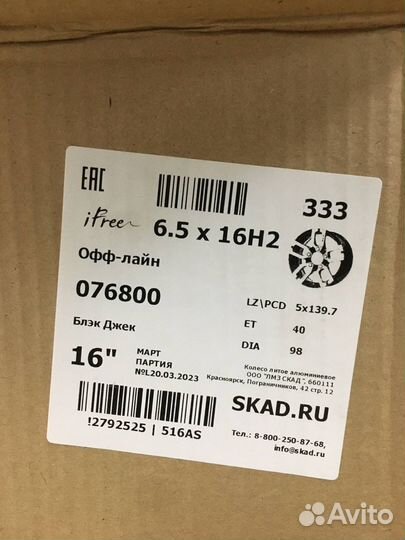 EAC
333
iFree
6.5 x 16H2
Офф-лайн
076800
LZ\PCD 5x139.7
Блэк Джек
ET 40
DIA 98
16"
МАРТ
ПАРТИЯ
№L20.03.2023
Колесо литое алюминиевое
ООО "ЛМЗ СКАД", 660111
Красноярск, Пограничников, 42 стр. 12
SKAD.RU
!2792525 | 516AS
Тел.: 8-800-250-87-68,
info@skad.ru
Avito